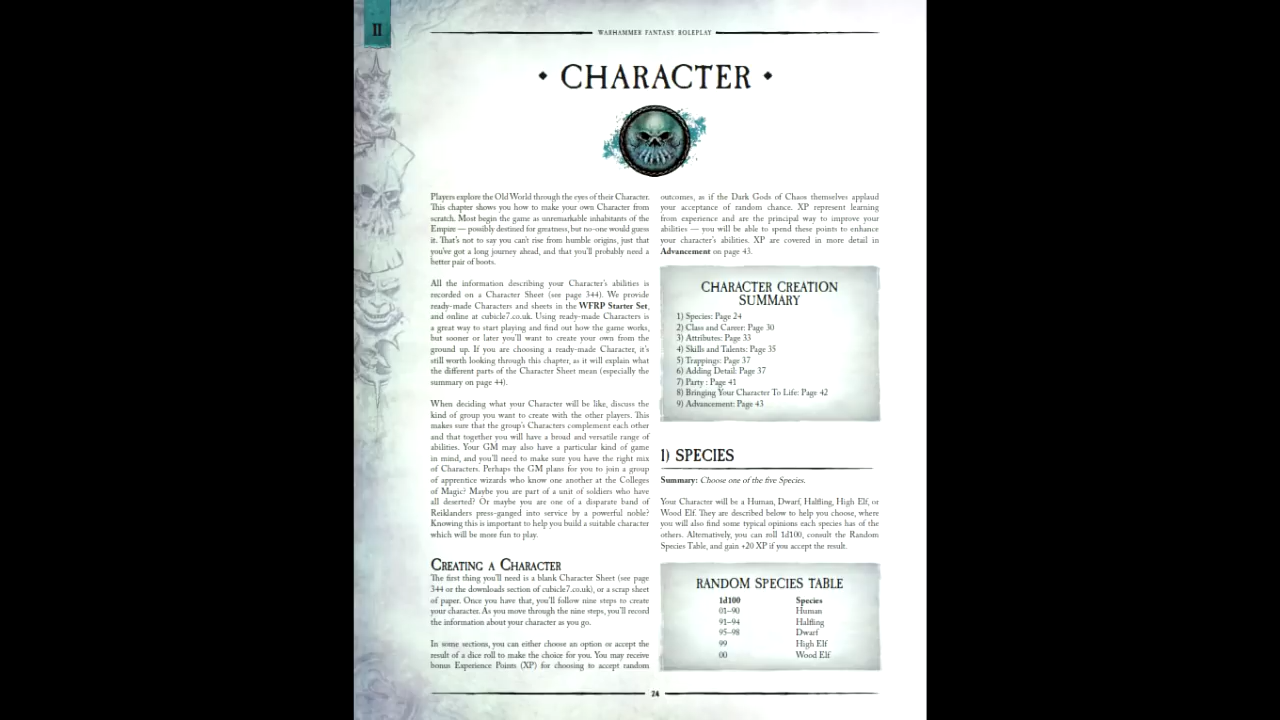 II
WARHAMMER FANTASY ROLEPLAY
• CHARACTER •
Players explore the Old World through the eyes of their Character.
This chapter shows you how to make your own Character from
scratch. Most begin the game as unremarkable inhabitants of the
Empire — possibly destined for greatness, but no-one would guess
it. That's not to say you can't rise from humble origins, just that
you've got a long journey ahead, and that you'll probably need a
better pair of boots.
All the information describing your Character's abilities is
recorded on a Character Sheet (see page 344). We provide
ready-made Characters and sheets in the WFRP Starter Set,
and online at cubicle7.co.uk. Using ready-made Characters is
a great way to start playing and find out how the game works,
but sooner or later you'll want to create your own from the
ground up. If you are choosing a ready-made Character, it's
still worth looking through this chapter, as it will explain what
the different parts of the Character Sheet mean (especially the
summary on page 44).
When deciding what your Character will be like, discuss the
kind of group you want to create with the other players. This
makes sure that the group's Characters complement each other
and that together you will have a broad and versatile range of
abilities. Your GM may also have a particular kind of game
in mind, and you'll need to make sure you have the right mix
of Characters. Perhaps the GM plans for you to join a group
of apprentice wizards who know one another at the Colleges
of Magic? Maybe you are part of a unit of soldiers who have
all deserted? Or maybe you are one of a disparate band of
Reiklanders press-ganged into service by a powerful noble?
Knowing this is important to help you build a suitable character
which will be more fun to play.
CREATING A CHARACTER
The first thing you'll need is a blank Character Sheet (see page
344 or the downloads section of cubicle7.co.uk), or a scrap sheet
of paper. Once you have that, you'll follow nine steps to create
your character. As you move through the nine steps, you'll record
the information about your character as you go.
In some sections, you can either choose an option or accept the
result of a dice roll to make the choice for you. You may receive
bonus Experience Points (XP) for choosing to accept random
outcomes, as if the Dark Gods of Chaos themselves applaud
your acceptance of random chance. XP represent learning
from experience and are the principal way to improve your
abilities — you will be able to spend these points to enhance
your character's abilities. XP are covered in more detail in
Advancement on page 43.
CHARACTER CREATION
SUMMARY
1) Species: Page 24
2) Class and Career: Page 30
3) Attributes: Page 33
4) Skills and Talents: Page 35
5) Trappings: Page 37
6) Adding Detail: Page 37
7) Party : Page 41
8) Bringing Your Character To Life: Page 42
9) Advancement: Page 43
1) SPECIES
Summary: Choose one of the five Species.
Your Character will be a Human, Dwarf, Halfling, High Elf, or
Wood Elf. They are described below to help you choose, where
you will also find some typical opinions each species has of the
others. Alternatively, you can roll 1d100, consult the Random
Species Table, and gain +20 XP if you accept the result.
RANDOM SPECIES TABLE
1d100 Species
01–90 Human
91–94 Halfling
95–98 Dwarf
99 High Elf
00 Wood Elf
24